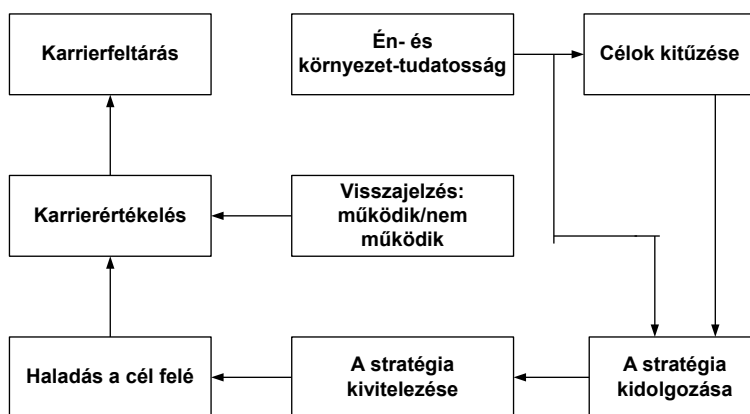 Karrierfeltárás
Én- és
környezet-tudatosság
Célok kitűzése
Karrierértékelés
Visszajelzés:
működik/nem
működik
Haladás a cél felé
A stratégia
kivitelezése
A stratégia
kidolgozása